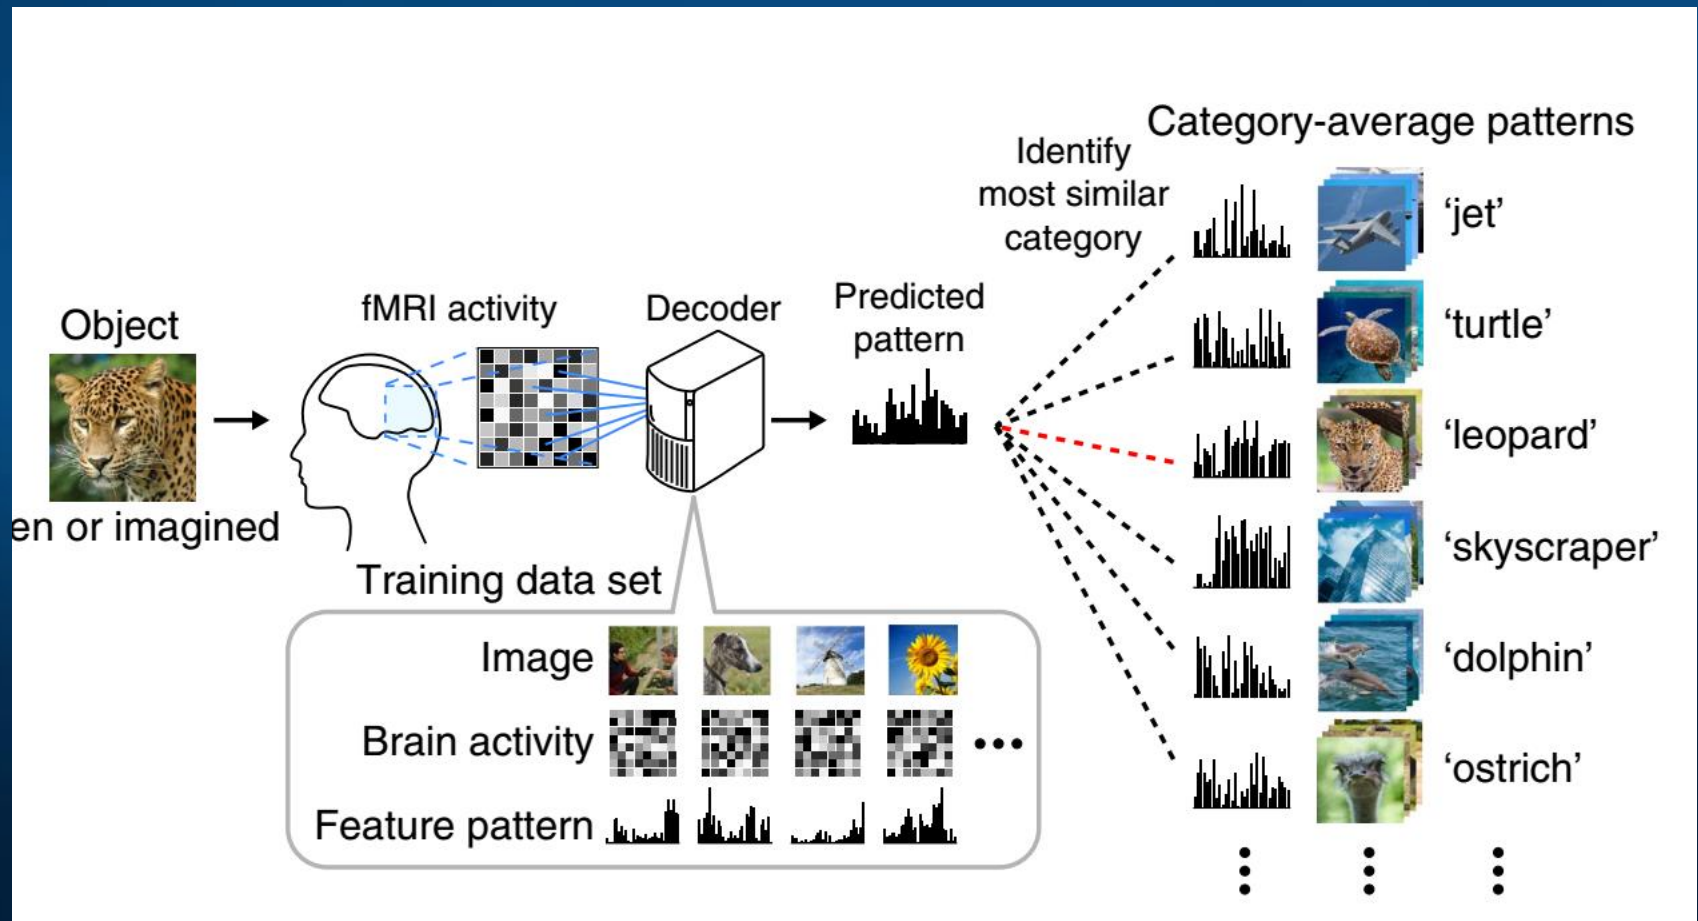 Category-average patterns
Identify
most similar
category
‘jet’
‘turtle’
‘leopard’
‘skyscraper’
‘dolphin’
‘ostrich’
Object
en or imagined
fMRI activity
Decoder
Predicted
pattern
Training data set
Image
Brain activity
Feature pattern